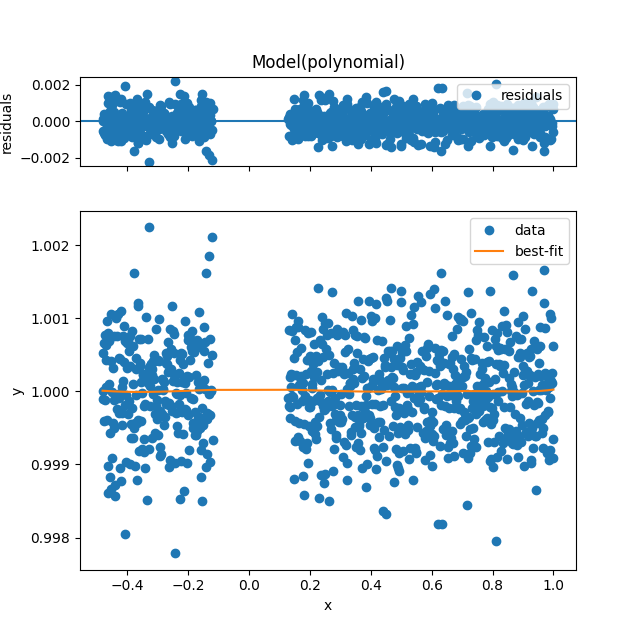 Model(polynomial)
residuals
0.002
0.000
−0.002
residuals
data
best-fit
y
1.002
1.001
1.000
0.999
0.998
−0.4 −0.2 0.0 0.2 0.4 0.6 0.8 1.0
x